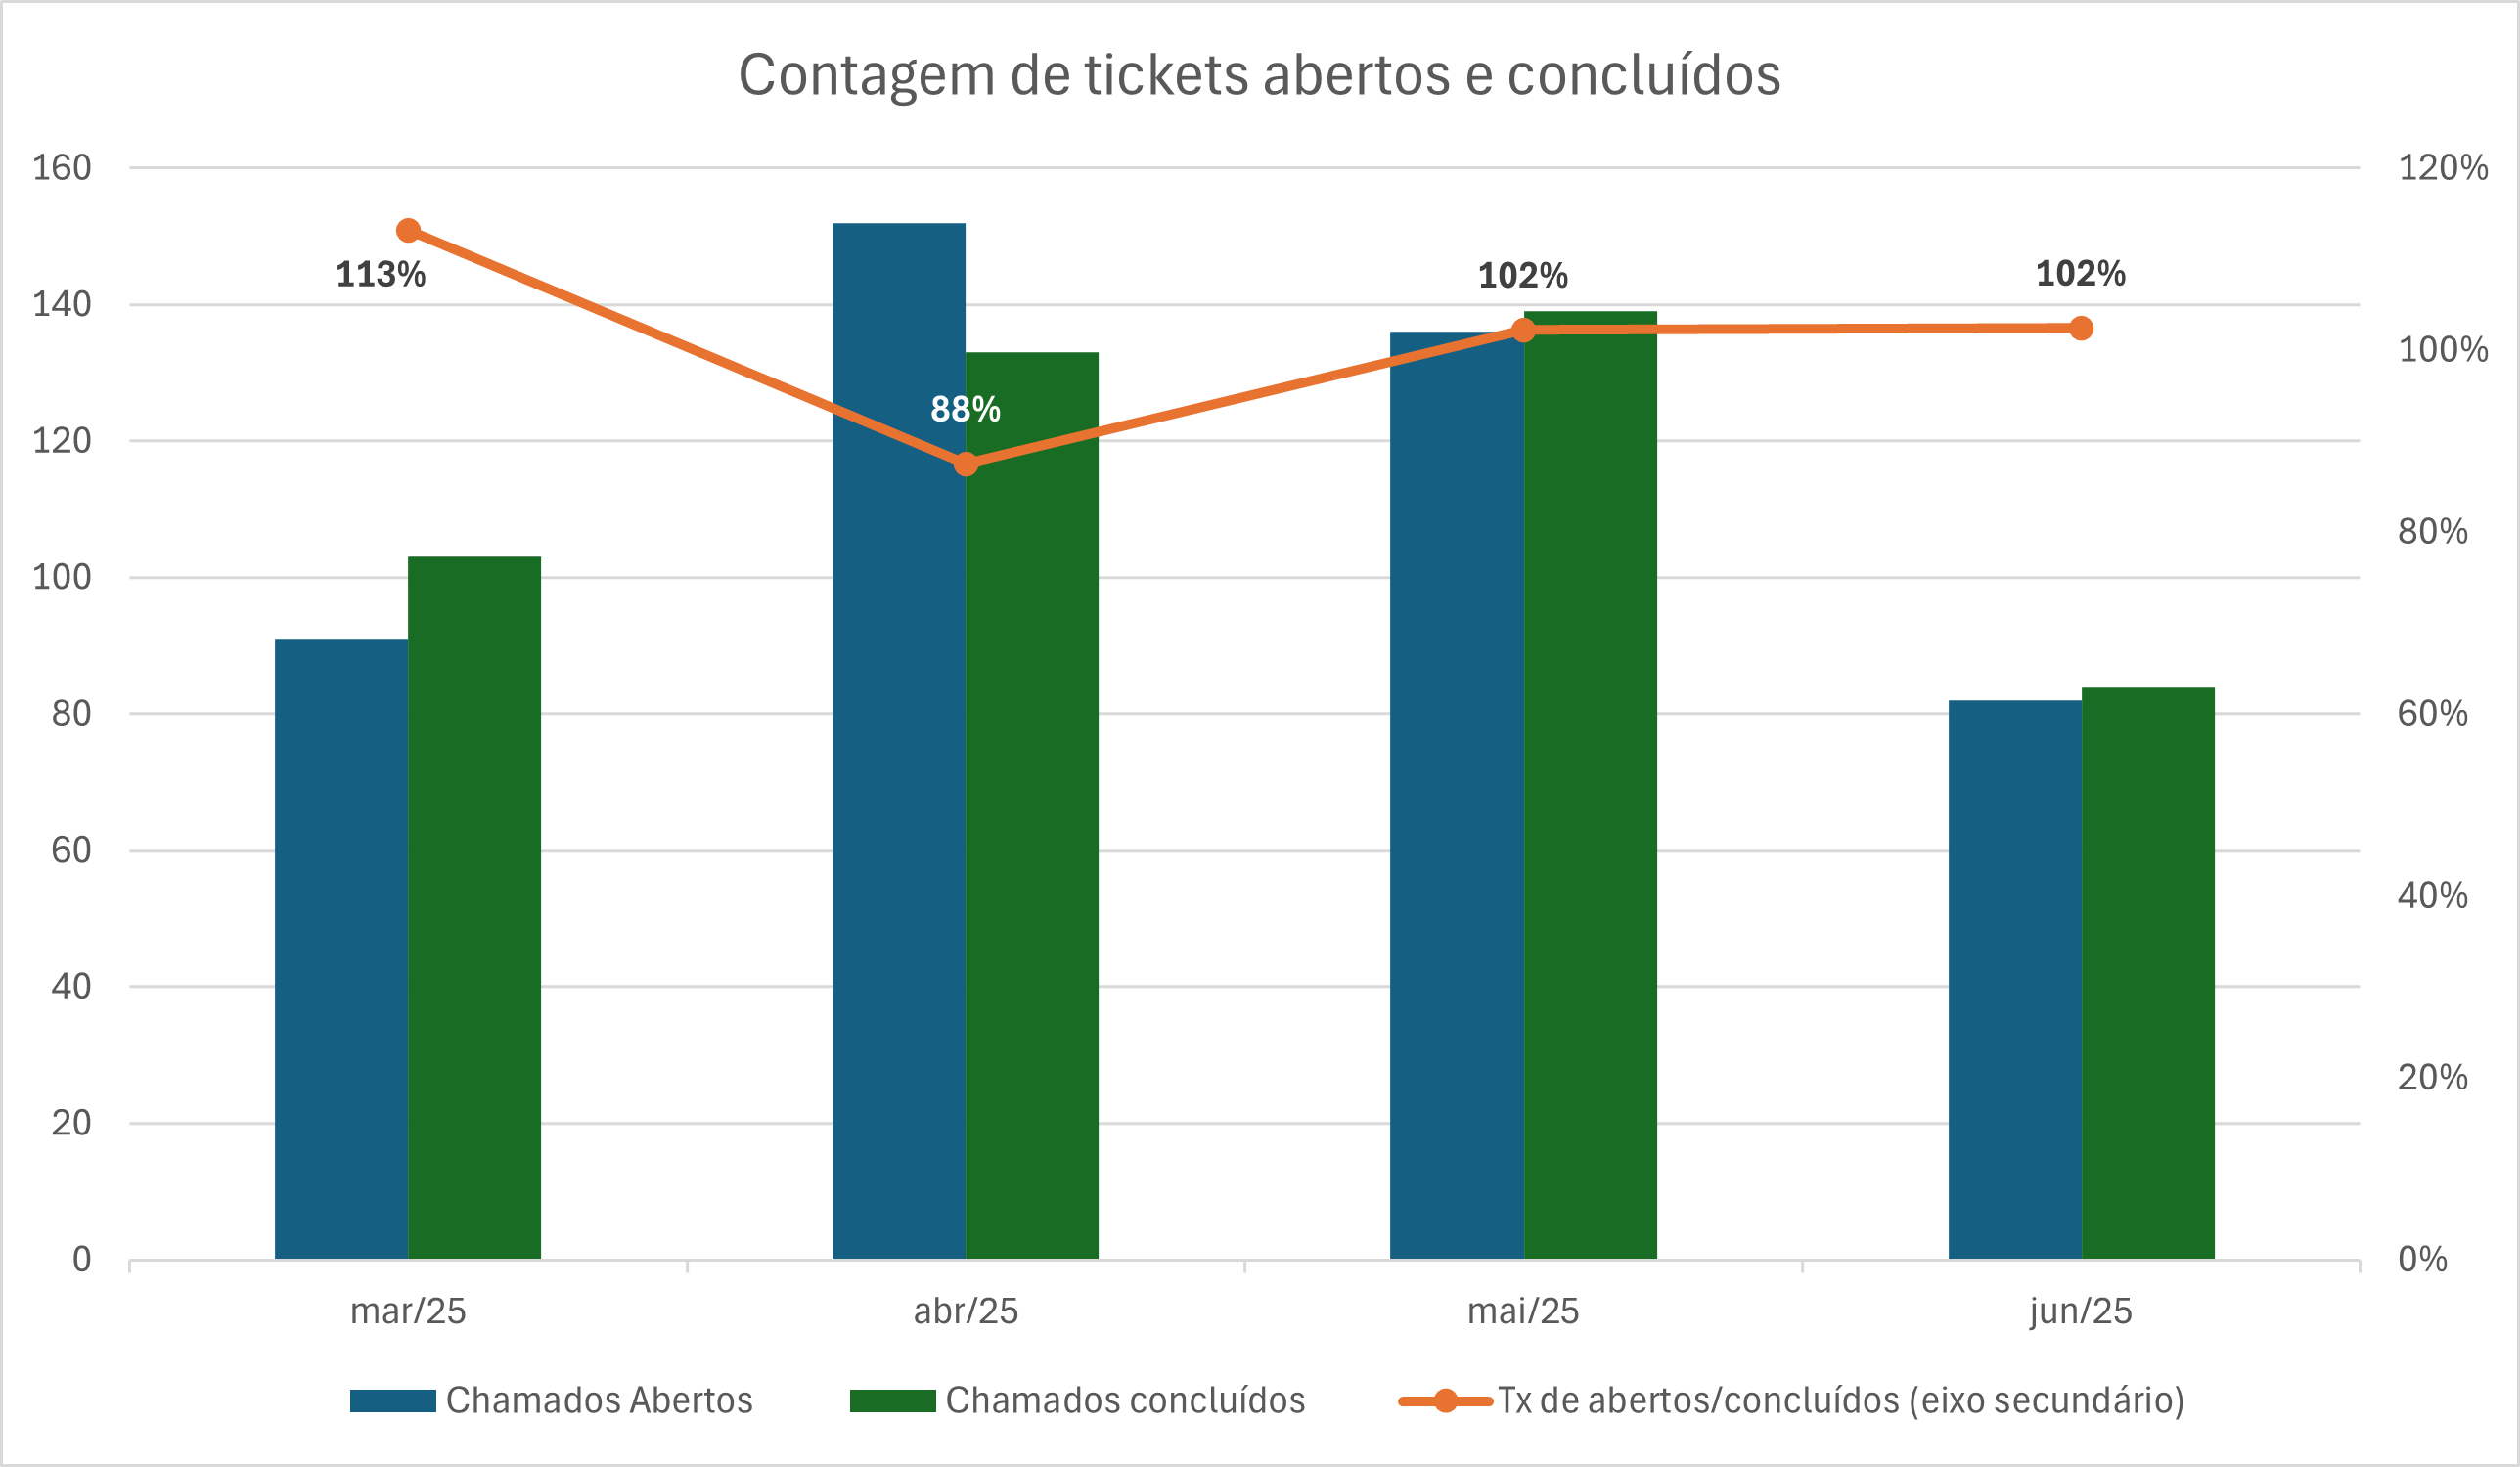 Contagem de tickets abertos e concluídos
160
140
120
100
80
60
40
20
0
120%
100%
80%
60%
40%
20%
0%
113%
88%
102%
102%
mar/25
abr/25
mai/25
jun/25
Chamados Abertos
Chamados concluídos
Tx de abertos/concluídos (eixo secundário)